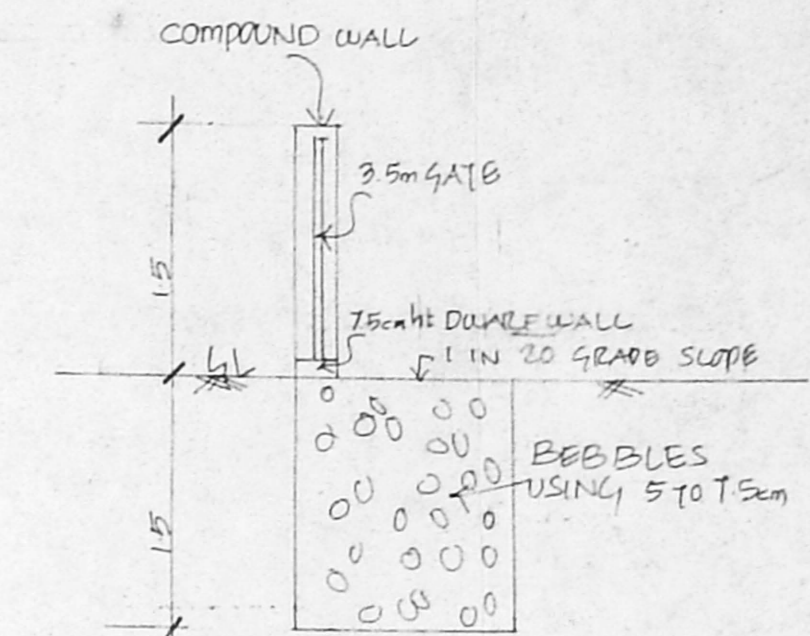 COMPOUND WALL
3.5m GATE
1.5
7.5cm ht DWARF WALL
GL
1 IN 20 GRADE SLOPE
BEBBLES
USING 5 TO 7.5cm
1.5